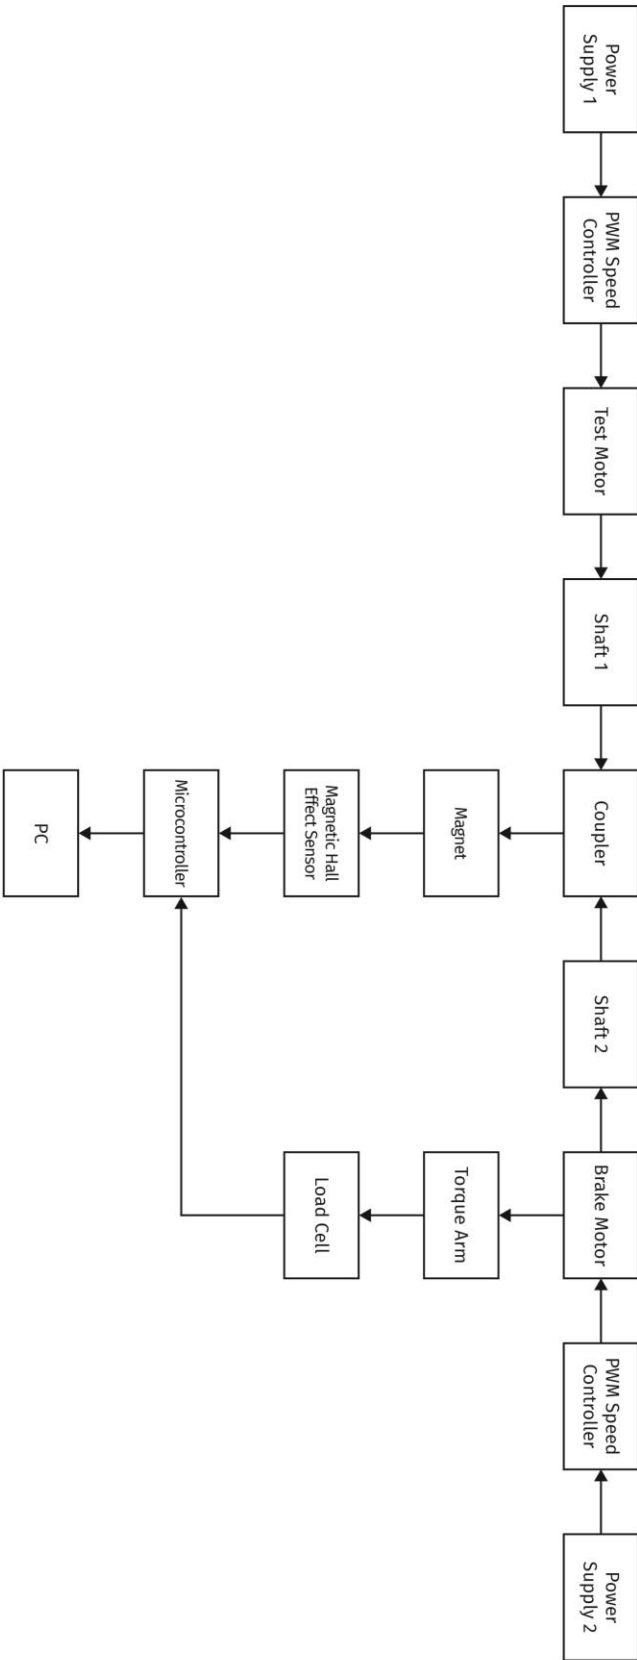 Power
Supply 1
PWM Speed
Controller
Test Motor
Shaft 1
Coupler
Shaft 2
Brake Motor
PWM Speed
Controller
Power
Supply 2
Magnet
Torque Arm
Magnetic Hall
Effect Sensor
Load Cell
Microcontroller
PC